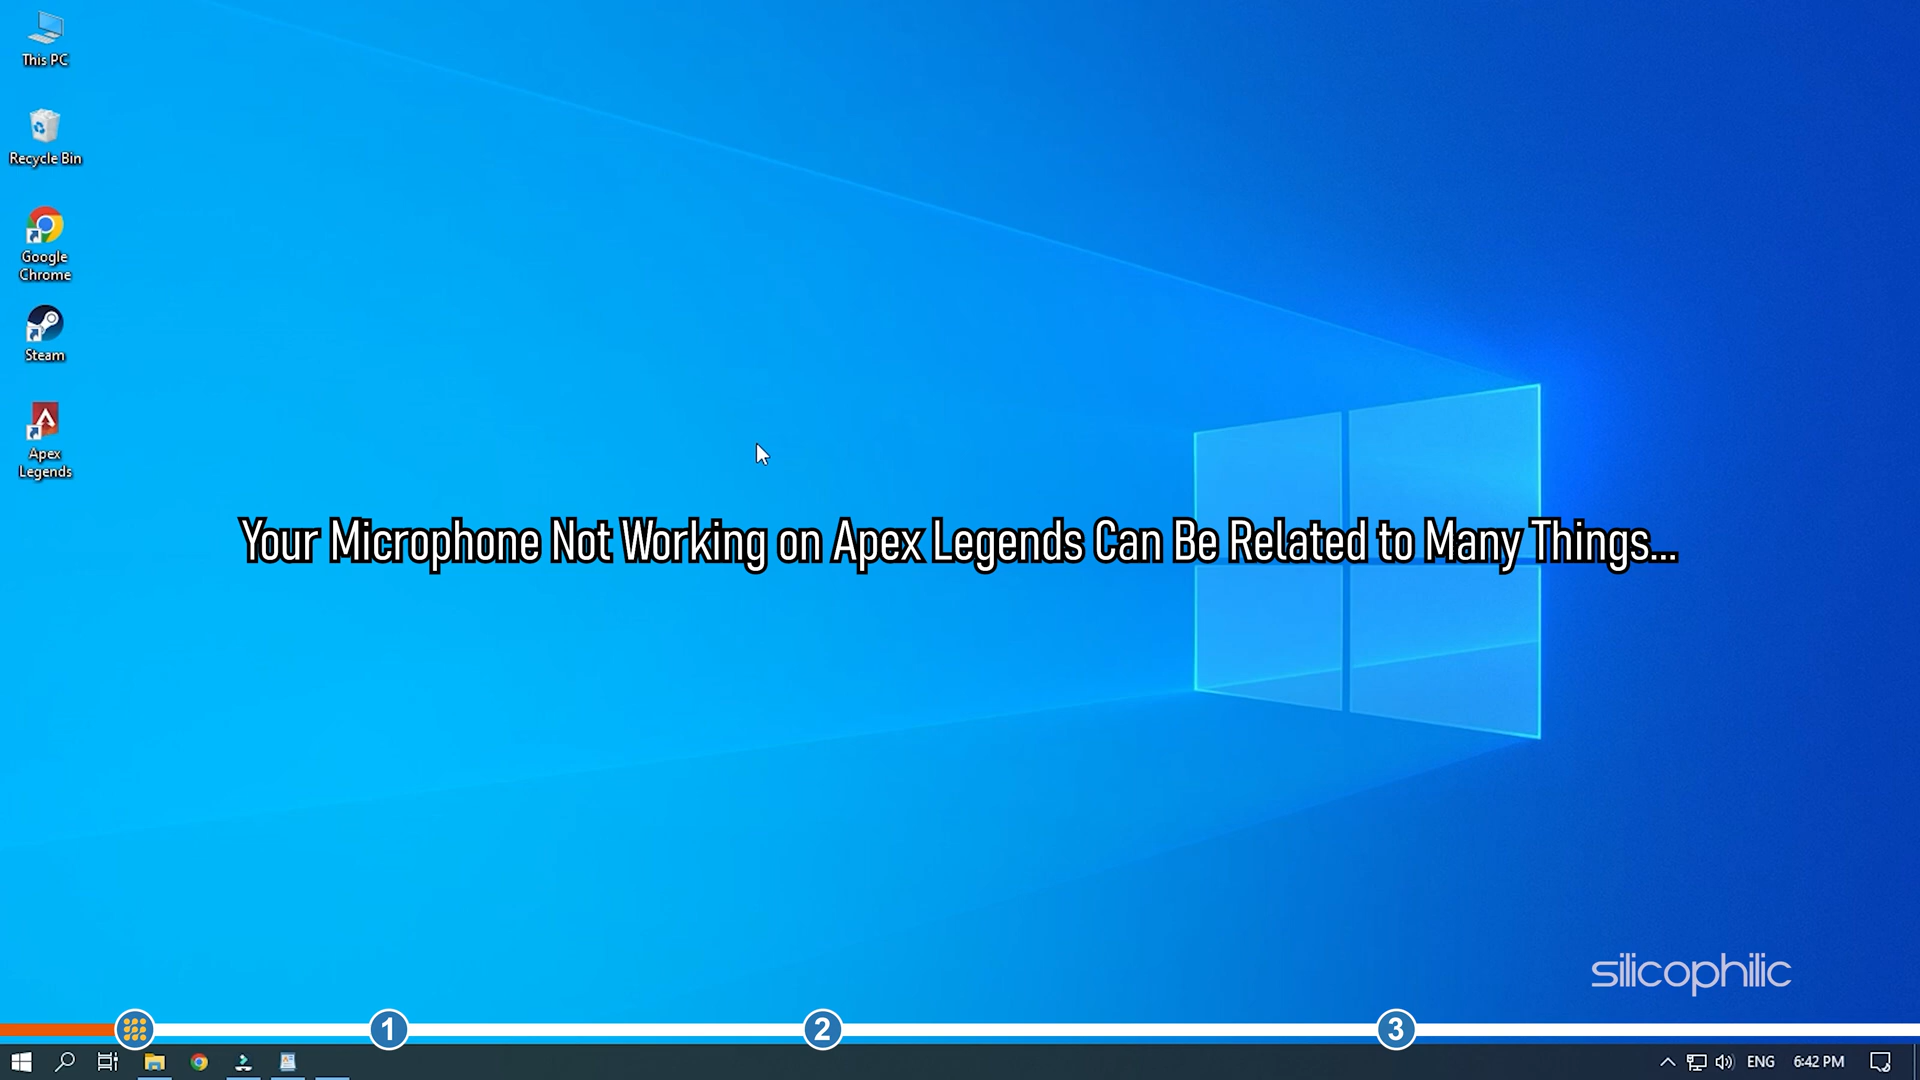 This PC
Recycle Bin
Google
Chrome
Steam
Apex
Legends
Your Microphone Not Working on Apex Legends Can Be Related to Many Things...
silicophilic
1
2
3
ENG
6:42 PM